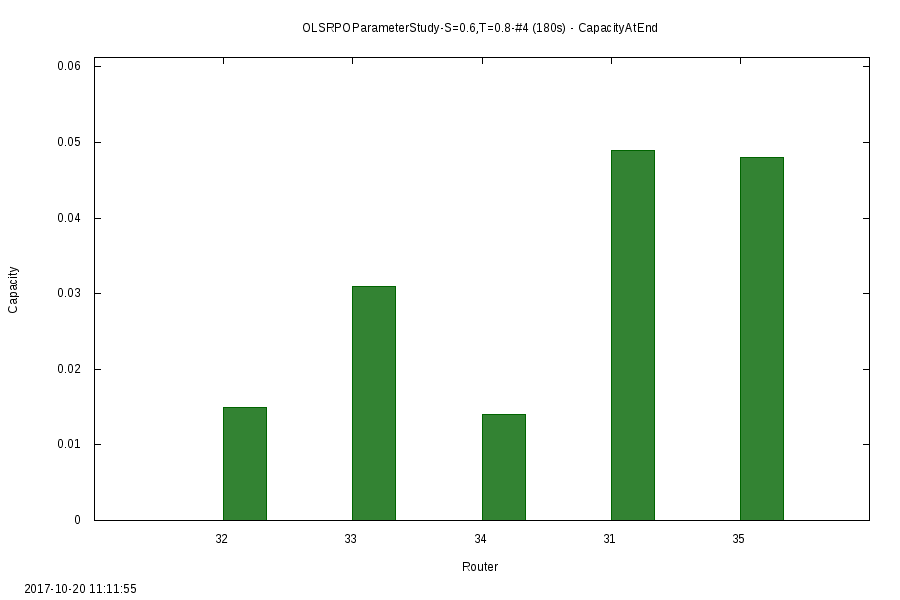 OLSRPOParameterStudy-S=0.6,T=0.8-#4 (180s) - CapacityAtEnd
0.06
0.05
0.04
0.03
0.02
0.01
0
Capacity
32 33 34 31 35
Router
2017-10-20 11:11:55